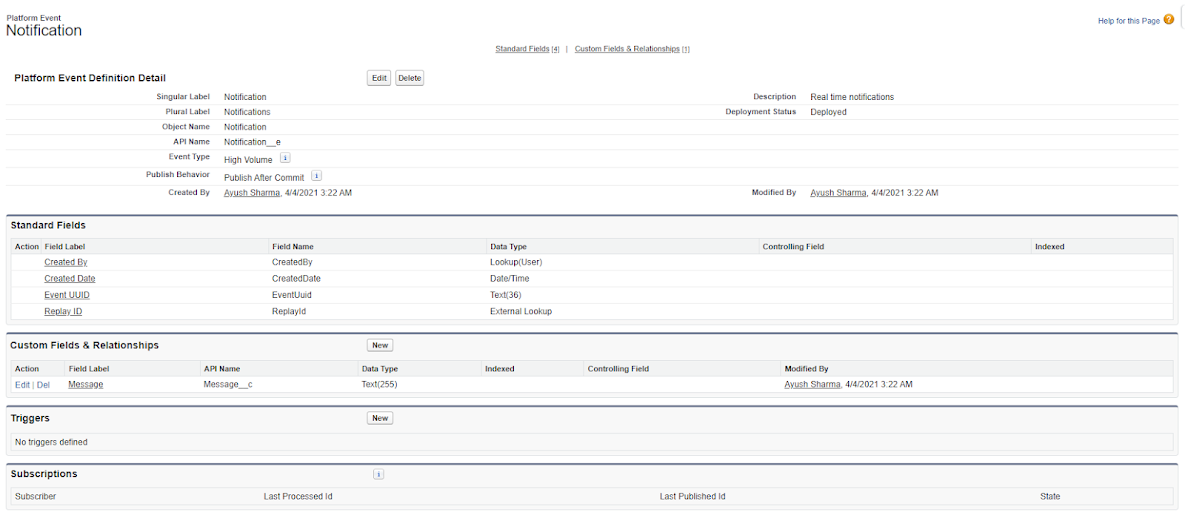 Platform Event
Notification
Help for this Page
Standard Fields [4] | Custom Fields & Relationships [1]
Platform Event Definition Detail Edit Delete
Singular Label Notification Description Real time notifications
Plural Label Notifications Deployment Status Deployed
Object Name Notification
API Name Notification__e
Event Type High Volume i
Publish Behavior Publish After Commit i
Created By Ayush Sharma, 4/4/2021 3:22 AM Modified By Ayush Sharma, 4/4/2021 3:22 AM
Standard Fields
Action Field Label Field Name Data Type Controlling Field Indexed
Created By CreatedBy Lookup(User)
Created Date CreatedDate Date/Time
Event UUID EventUuid Text(36)
Replay ID ReplayId External Lookup
Custom Fields & Relationships New
Action Field Label API Name Data Type Indexed Controlling Field Modified By
Edit | Del Message Message__c Text(255) Ayush Sharma, 4/4/2021 3:22 AM
Triggers New
No triggers defined
Subscriptions i
Subscriber Last Processed Id Last Published Id State